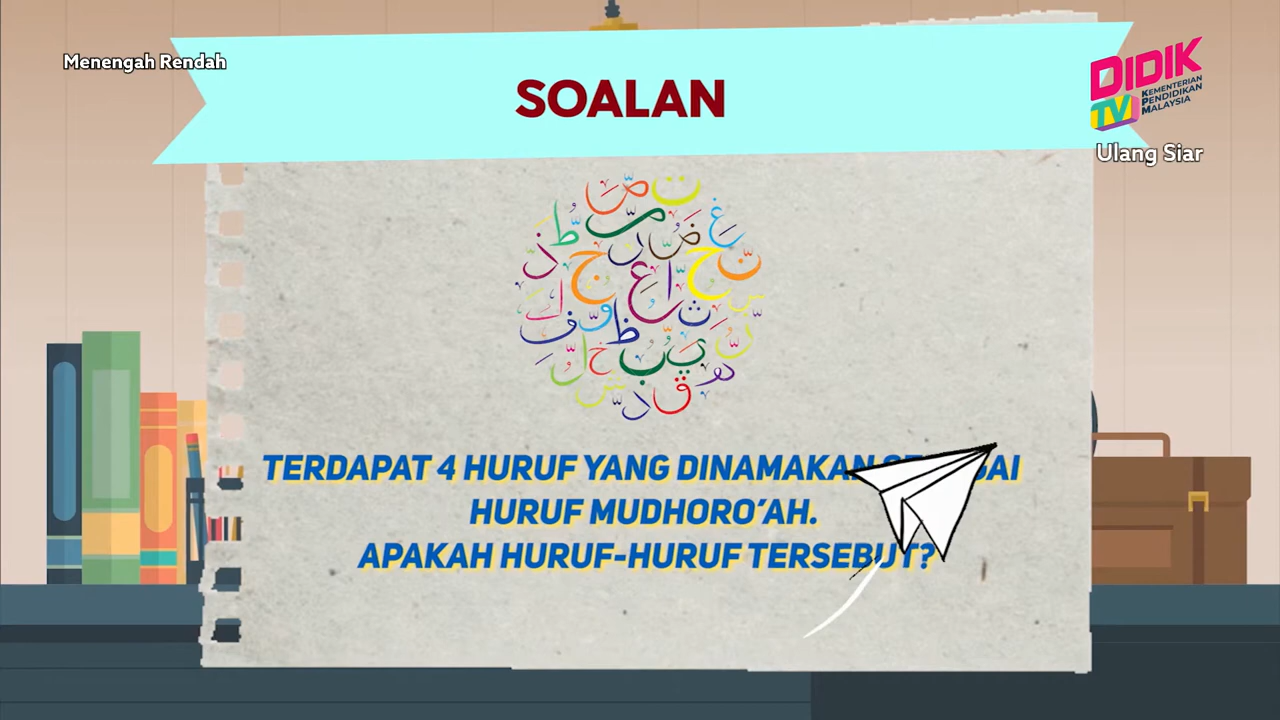 Menengah Rendah
SOALAN
DIDIK
TV
KEMENTERIAN
PENDIDIKAN
MALAYSIA
Ulang Siar
TERDAPAT 4 HURUF YANG DINAMAKAN
HURUF MUDHORO'AH.
APAKAH HURUF-HURUF TERSEBUT?